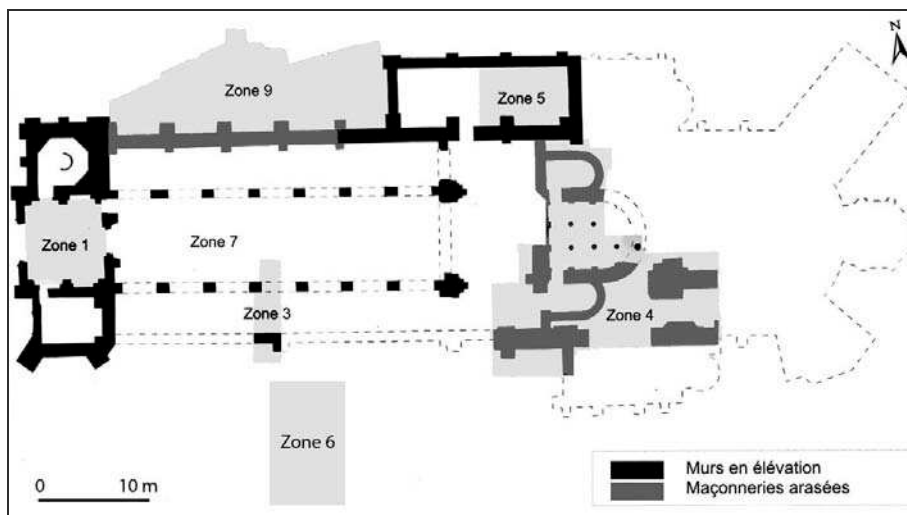 N
Zone 9
Zone 5
Zone 1
Zone 7
Zone 3
Zone 4
Zone 6
0 10 m
Murs en élévation
Maçonneries arasées